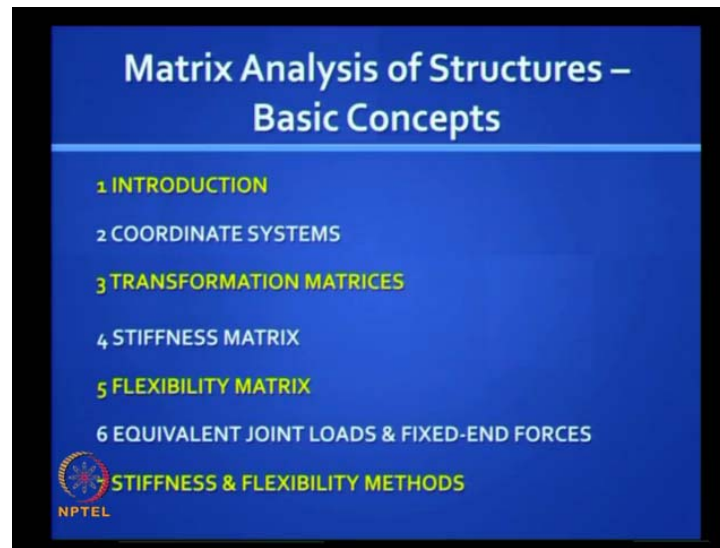 Matrix Analysis of Structures –
Basic Concepts
1 INTRODUCTION
2 COORDINATE SYSTEMS
3 TRANSFORMATION MATRICES
4 STIFFNESS MATRIX
5 FLEXIBILITY MATRIX
6 EQUIVALENT JOINT LOADS & FIXED-END FORCES
STIFFNESS & FLEXIBILITY METHODS
NPTEL